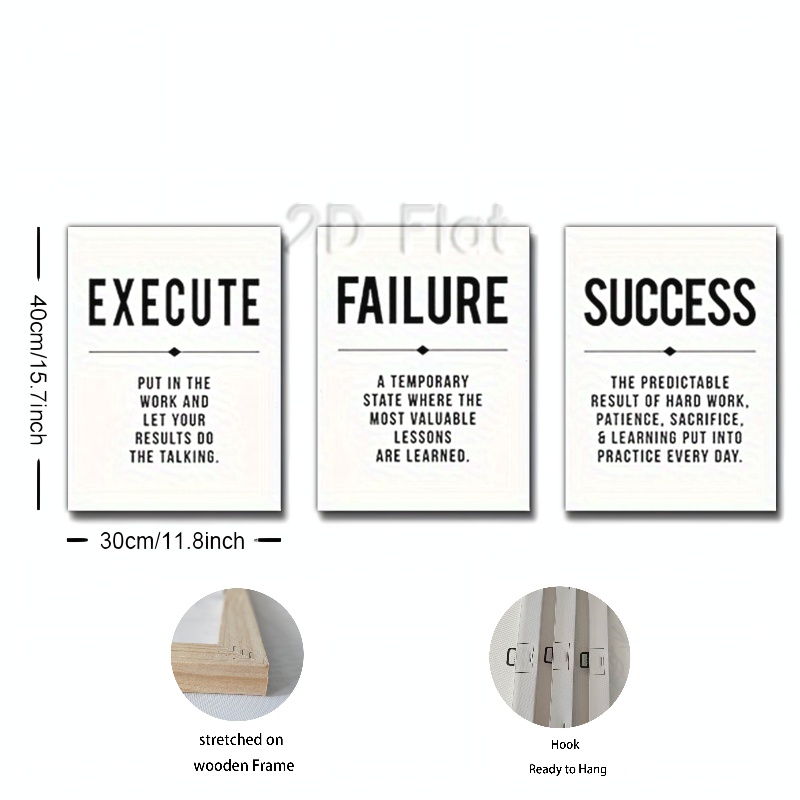 2D Flat
EXECUTE
PUT IN THE
WORK AND
LET YOUR
RESULTS DO
THE TALKING.
FAILURE
A TEMPORARY
STATE WHERE THE
MOST VALUABLE
LESSONS
ARE LEARNED.
SUCCESS
THE PREDICTABLE
RESULT OF HARD WORK,
PATIENCE, SACRIFICE,
& LEARNING PUT INTO
PRACTICE EVERY DAY.
40cm/15.7inch
30cm/11.8inch
stretched on
wooden Frame
Hook
Ready to Hang